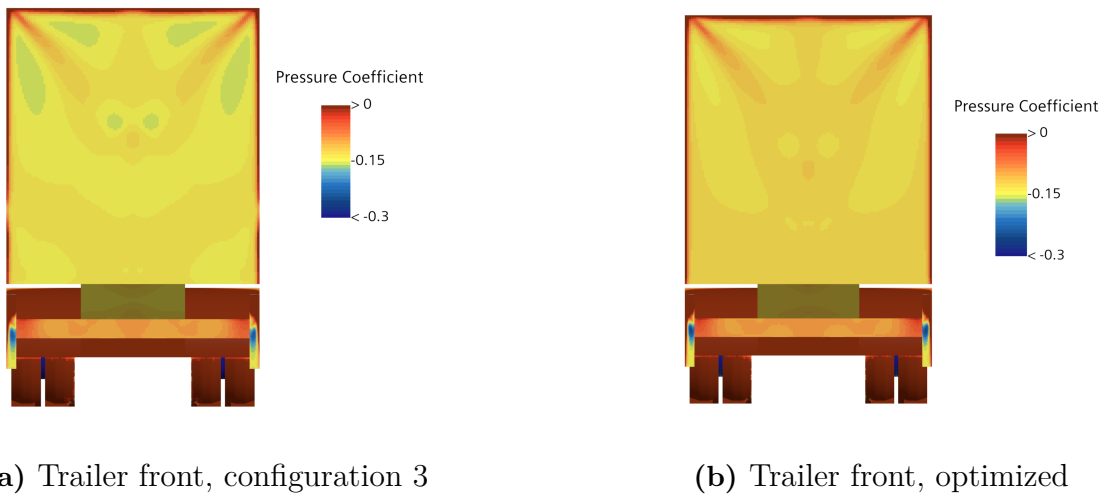 Pressure Coefficient
> 0
-0.15
< -0.3
Pressure Coefficient
> 0
-0.15
< -0.3
) Trailer front, configuration 3
(b) Trailer front, optimized